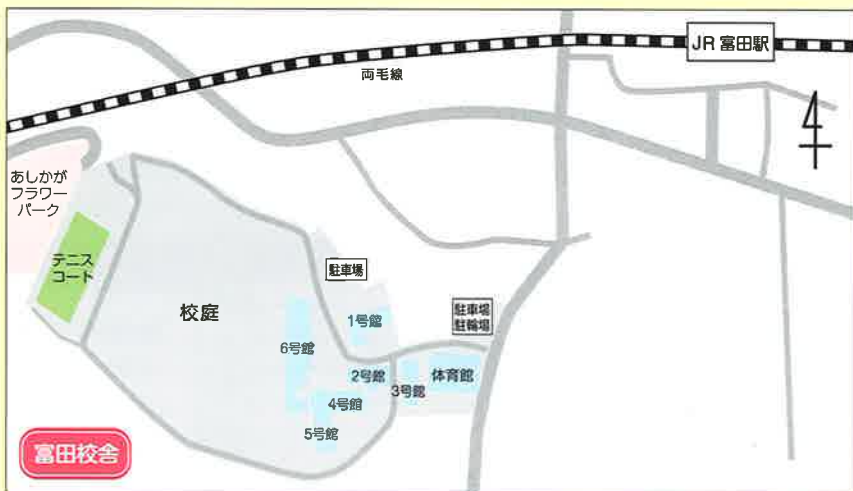 JR 富田駅
両毛線
あしかが
フラワー
パーク
テニス
コート
駐車場
校庭
1号館
駐車場
駐輪場
6号館
2号館
3号館
体育館
4号館
5号館
富田校舎